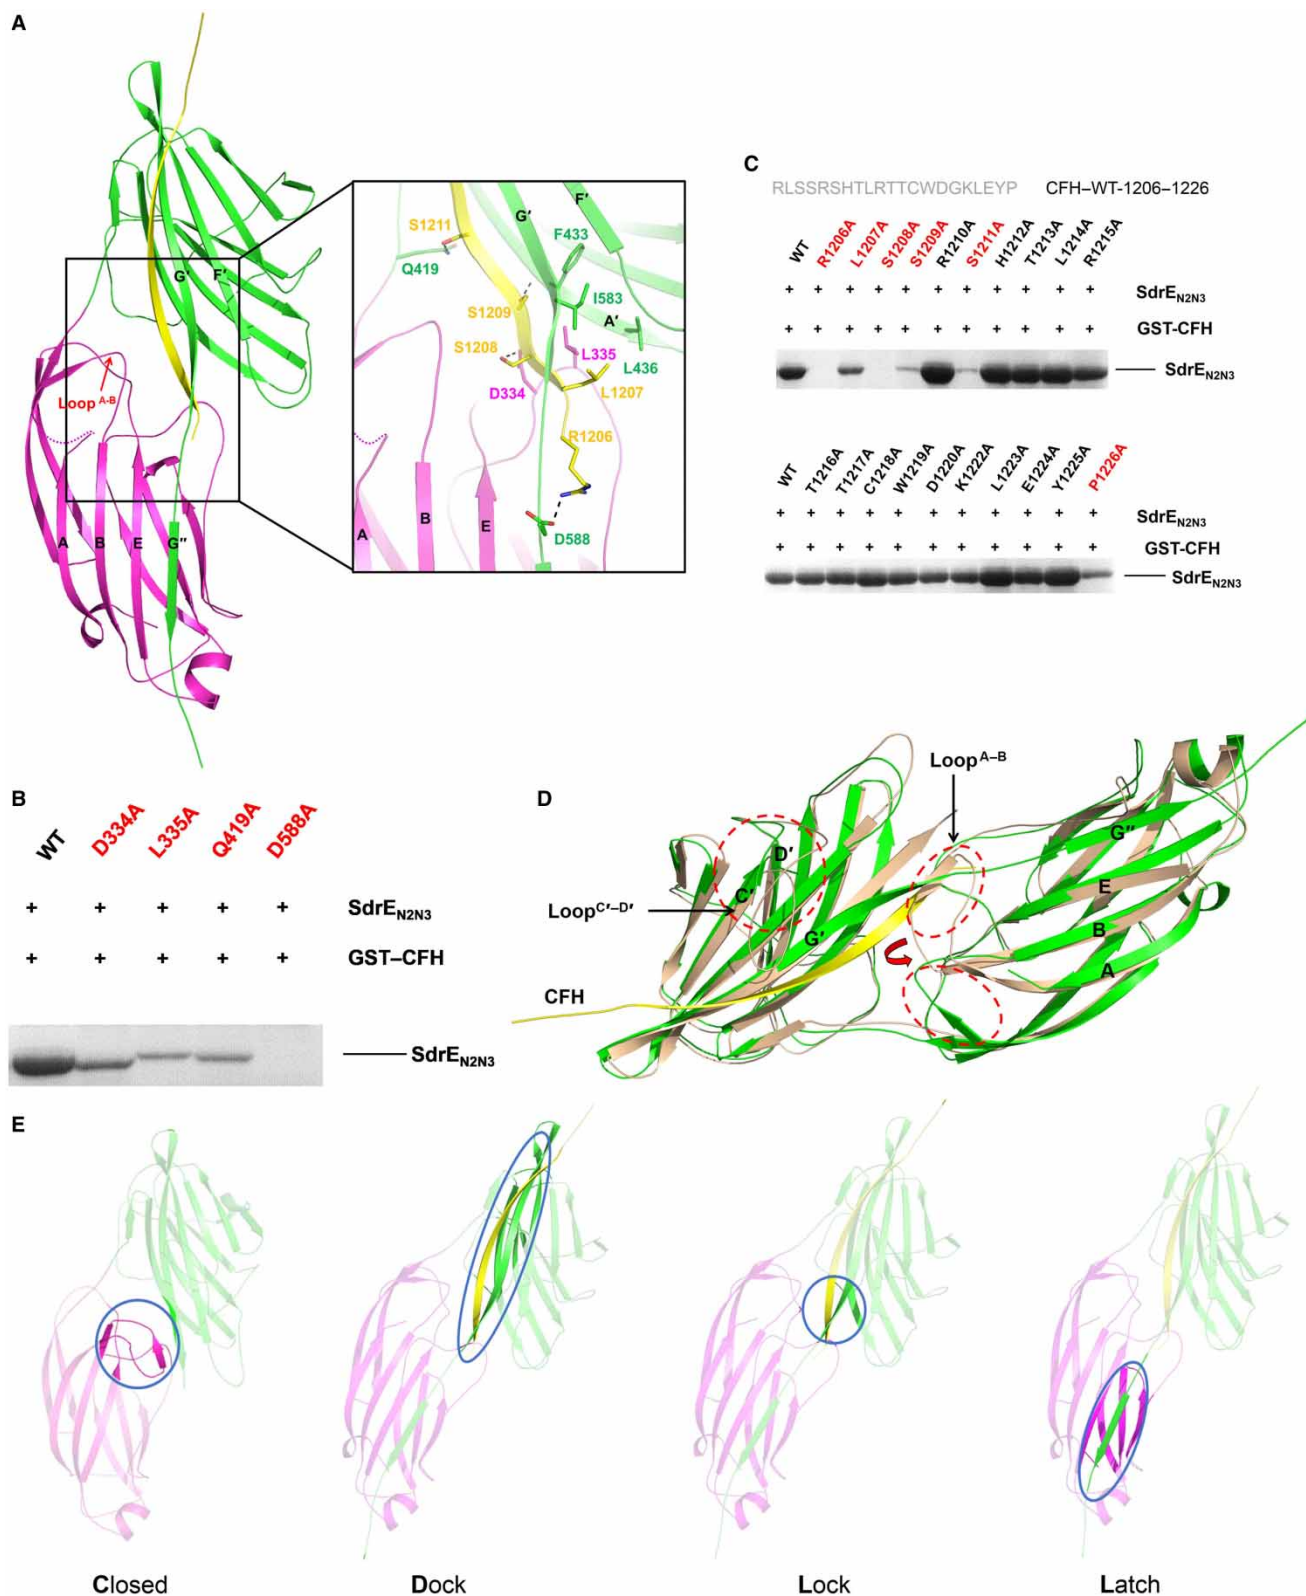 A
G′
F′
Loop A-B
A
B
E
G″
S1211
G′
F′
F433
Q419
S1209
I583
A′
S1208
L335
L436
D334
L1207
R1206
A
B
E
D588
C
RLSSRSHTLRTTCWDGKLEYP CFH–WT-1206–1226
WT R1206A L1207A S1208A S1209A R1210A S1211A H1212A T1213A L1214A R1215A
+ + + + + + + + + + + SdrEN2N3
+ + + + + + + + + + + GST-CFH
SdrEN2N3
WT T1216A T1217A C1218A W1219A D1220A K1222A L1223A E1224A Y1225A P1226A
+ + + + + + + + + + + SdrEN2N3
+ + + + + + + + + + + GST-CFH
SdrEN2N3
B
WT D334A L335A Q419A D588A
+ + + + + SdrEN2N3
+ + + + + GST–CFH
SdrEN2N3
D
Loop A–B
D′
G″
C′
E
Loop C′–D′
G′
B
A
CFH
E
Closed
Dock
Lock
Latch